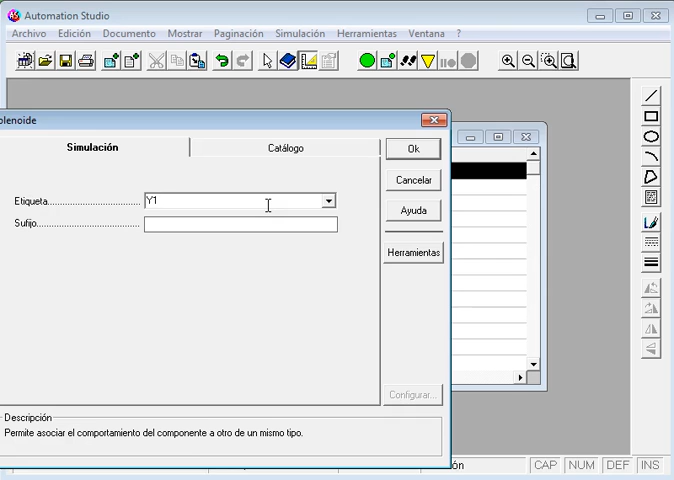 Automation Studio
Archivo Edición Documento Mostrar Paginación Simulación Herramientas Ventana ?
olenoide
Simulación Catálogo Ok
Cancelar
Etiqueta Y1
Ayuda
Sufijo
Herramientas
Configurar...
Descripción
Permite asociar el comportamiento del componente a otro de un mismo tipo.
ón CAP NUM DEF INS